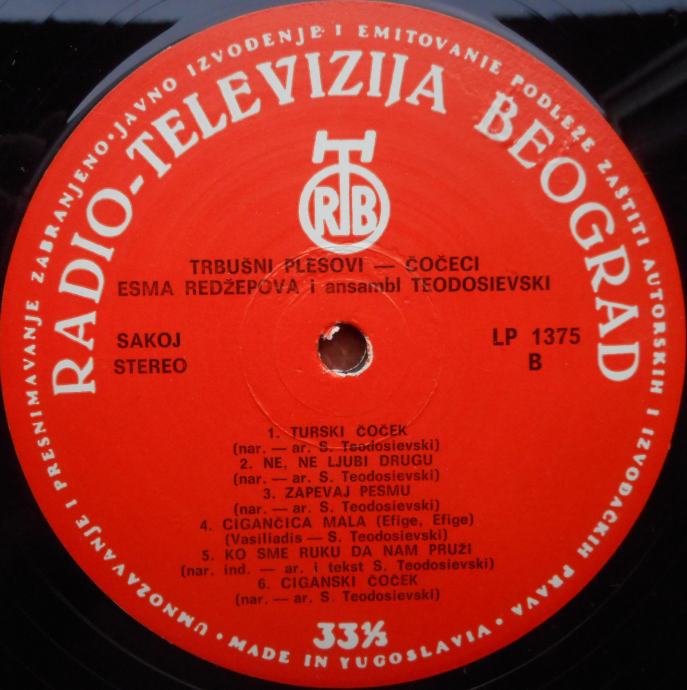 UMNOZAVANJE I PRESNIMAVANJE ZABRANJENO · JAVNO IZVOĐENJE I EMITOVANJE PODLEŽE ZAŠTITI AUTORSKIH I IZVOĐAČKIH PRAVA · MADE IN YUGOSLAVIA ·
RADIO-TELEVIZIJA BEOGRAD
RTB
TRBUŠNI PLESOVI — ČOČECI
ESMA REDŽEPOVA i ansambl TEODOSIEVSKI
SAKOJ
STEREO
LP 1375
B
1. TURSKI ČOČEK
(nar. — ar. S. Teodosievski)
2. NE, NE LJUBI DRUGU
(nar. — ar. S. Teodosievski)
3. ZAPEVAJ PESMU
(nar. — ar. S. Teodosievski)
4. CIGANČICA MALA (Efige, Efige)
(Vasiliadis — S. Teodosievski)
5. KO SME RUKU DA NAM PRUŽI
(nar. ind. — ar. i tekst S. Teodosievski)
6. CIGANSKI ČOČEK
(nar. — ar. S. Teodosievski)
33⅓